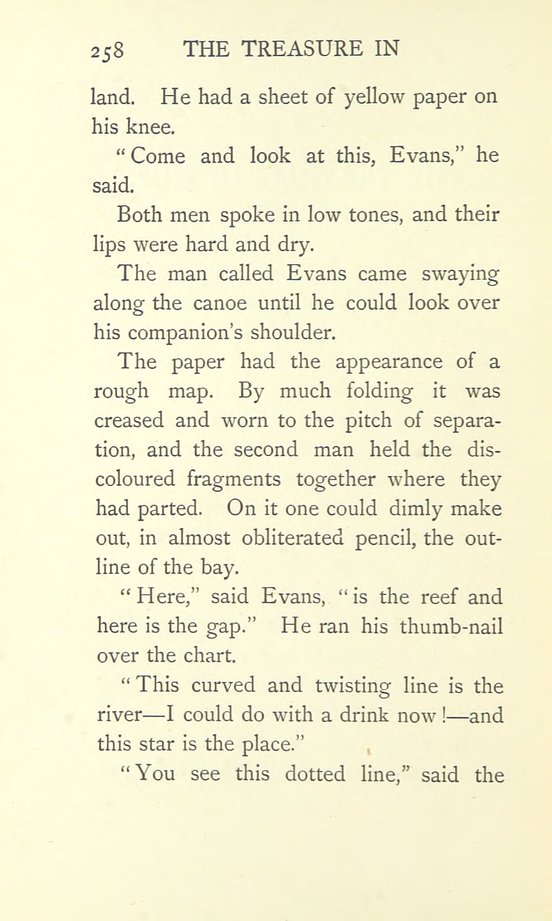 258 THE TREASURE IN
land. He had a sheet of yellow paper on
his knee.
“Come and look at this, Evans,” he
said.
Both men spoke in low tones, and their
lips were hard and dry.
The man called Evans came swaying
along the canoe until he could look over
his companion’s shoulder.
The paper had the appearance of a
rough map. By much folding it was
creased and worn to the pitch of separa-
tion, and the second man held the dis-
coloured fragments together where they
had parted. On it one could dimly make
out, in almost obliterated pencil, the out-
line of the bay.
“Here,” said Evans, “is the reef and
here is the gap.” He ran his thumb-nail
over the chart.
“This curved and twisting line is the
river—I could do with a drink now!—and
this star is the place.”
“You see this dotted line,” said the